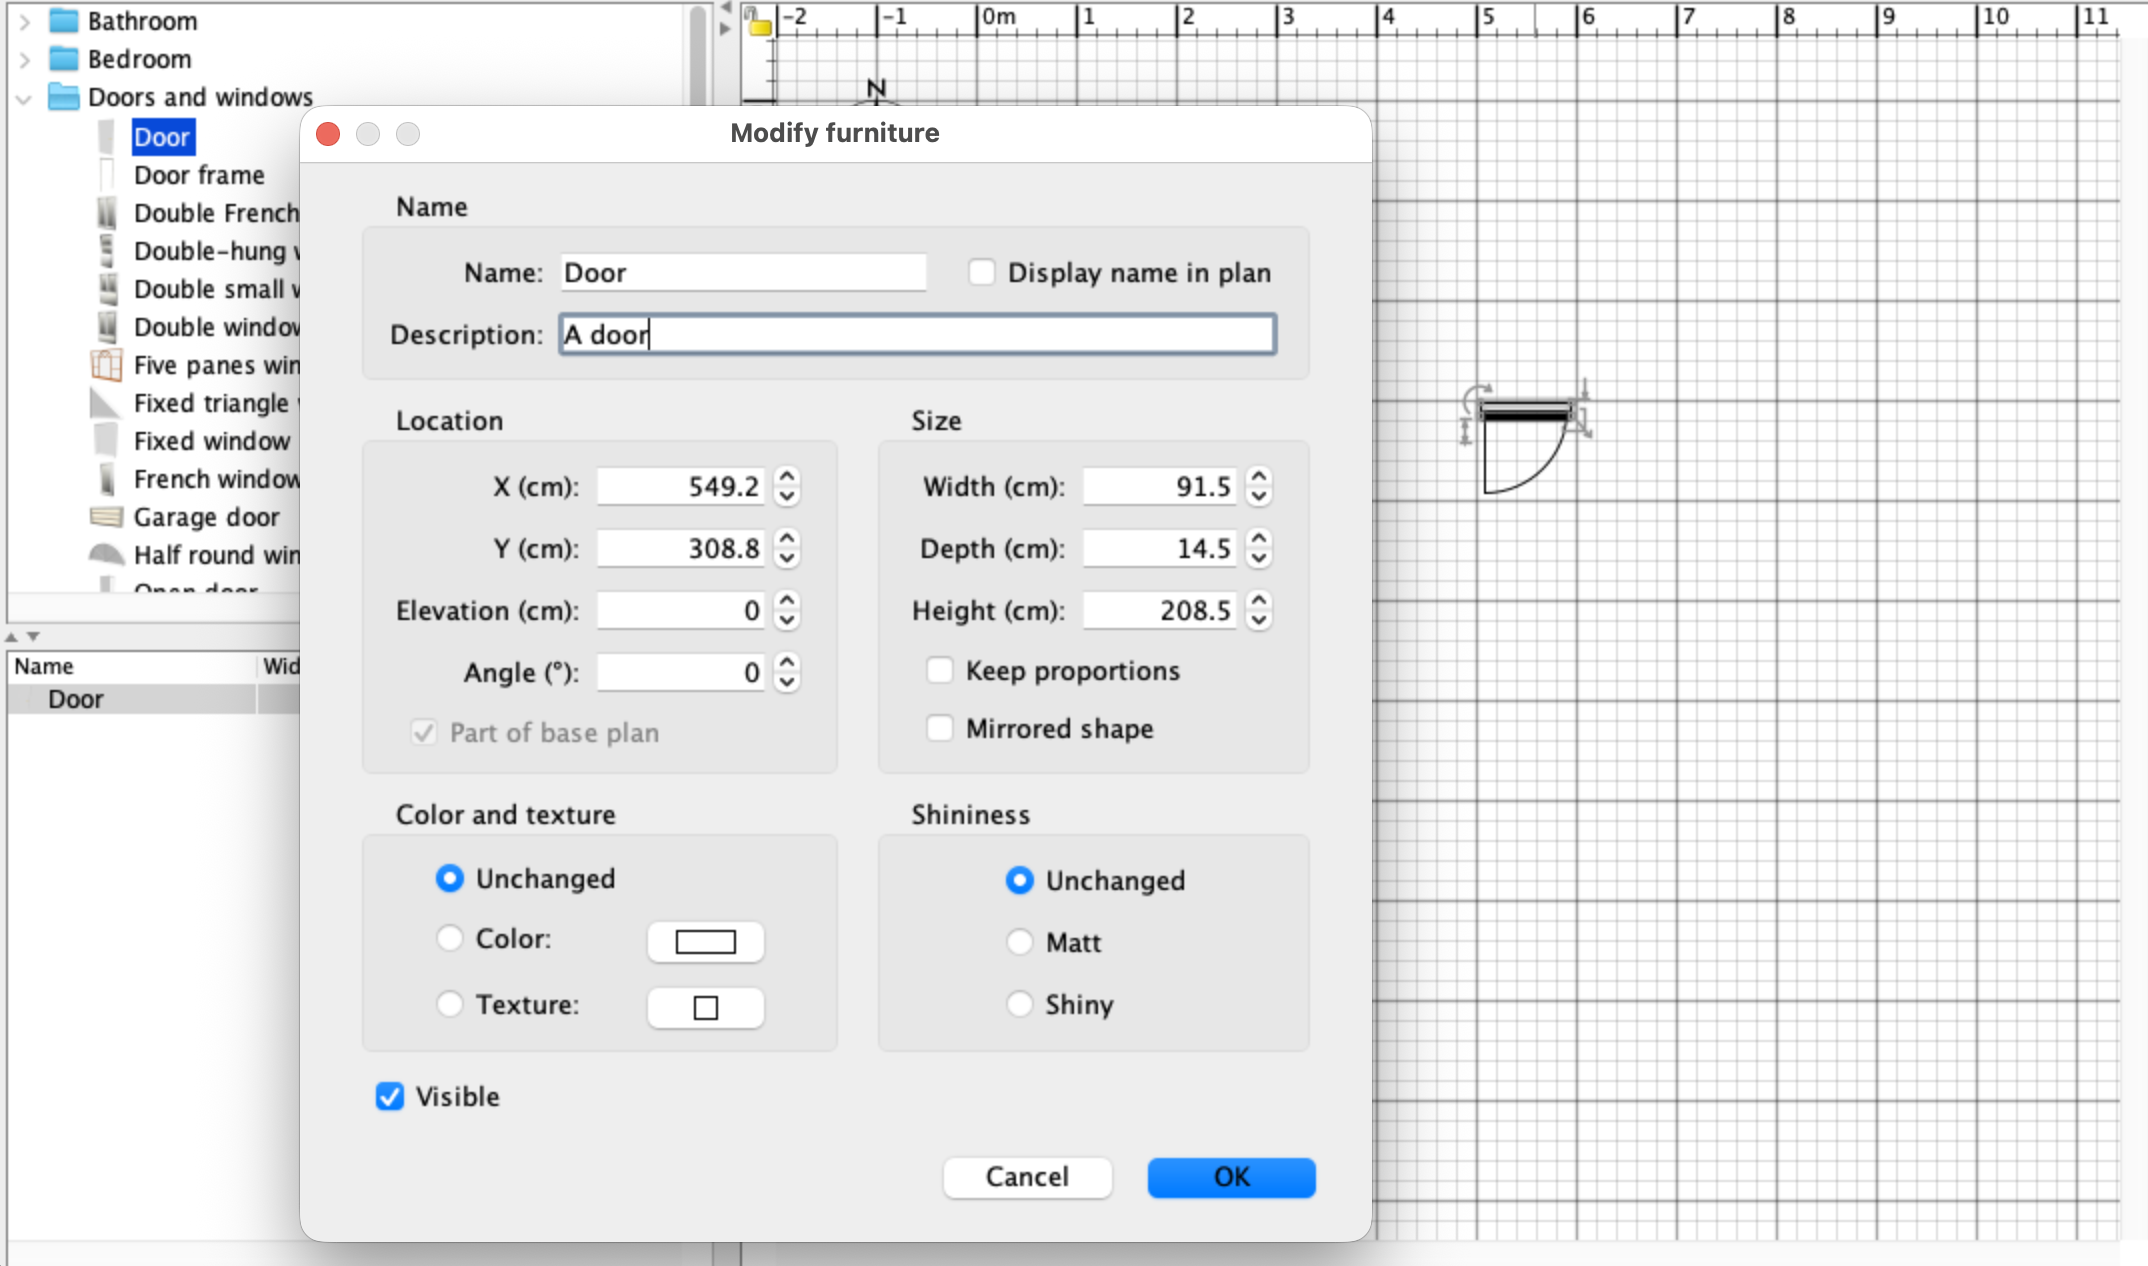 Bathroom
Bedroom
Doors and windows
Door
Door frame
Double French
Double-hung
Double small
Double window
Five panes win
Fixed triangle
Fixed window
French window
Garage door
Half round win
Open door
Name Wid
Door
-2 -1 0m 1 2 3 4 5 6 7 8 9 10 11
N
Modify furniture
Name
Name: Door Display name in plan
Description: A door
Location
X (cm): 549.2
Y (cm): 308.8
Elevation (cm): 0
Angle (°): 0
Part of base plan
Size
Width (cm): 91.5
Depth (cm): 14.5
Height (cm): 208.5
Keep proportions
Mirrored shape
Color and texture
Unchanged
Color:
Texture:
Shininess
Unchanged
Matt
Shiny
Visible
Cancel OK